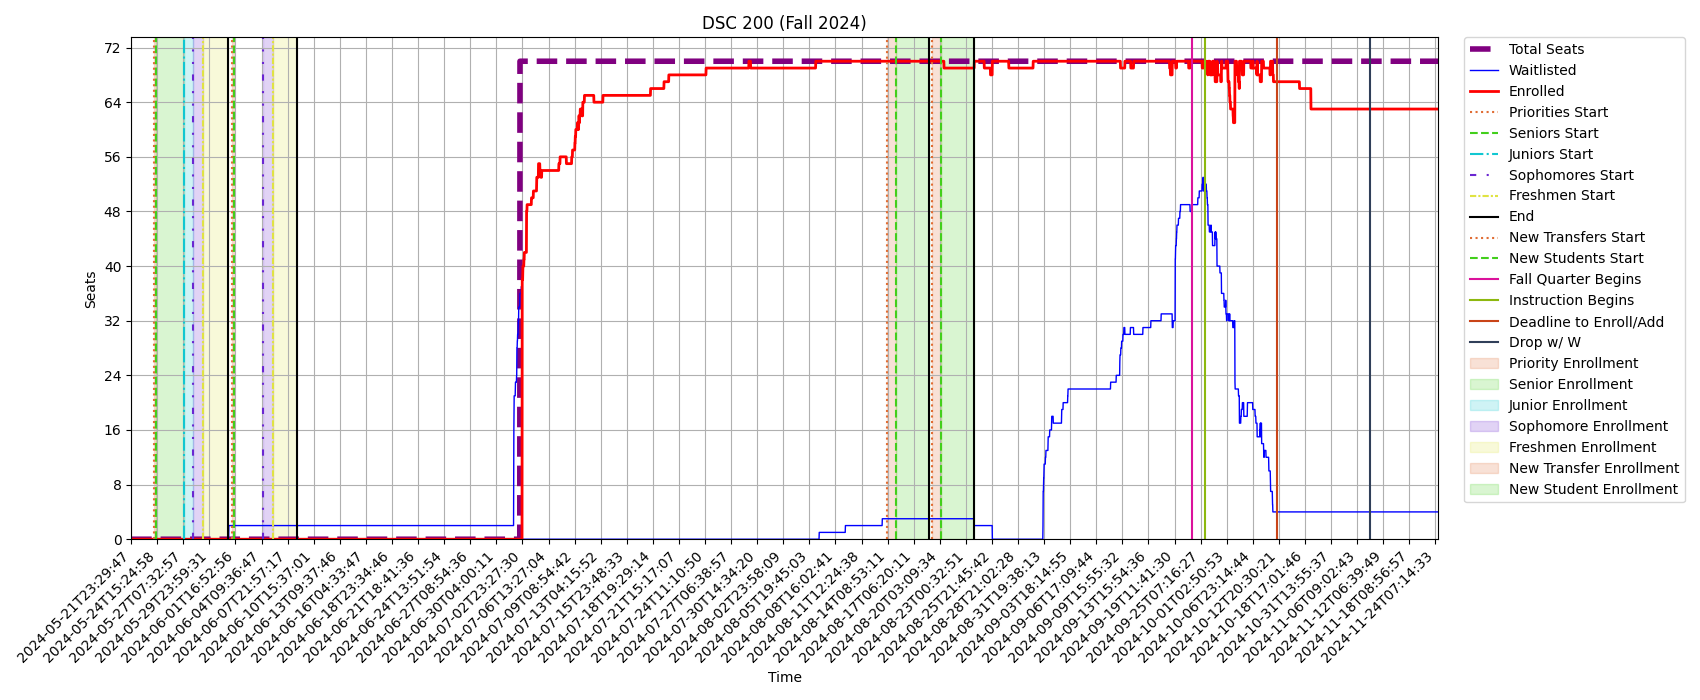 DSC 200 (Fall 2024)
72
64
56
48
40
32
24
16
8
0
Seats
2024-05-21T23:29:47
2024-05-24T15:24:58
2024-05-27T07:32:57
2024-05-29T23:59:31
2024-06-01T16:52:56
2024-06-04T09:36:47
2024-06-07T21:57:17
2024-06-10T15:37:01
2024-06-13T09:37:46
2024-06-16T04:33:47
2024-06-18T23:34:46
2024-06-21T18:41:36
2024-06-24T13:51:54
2024-06-27T08:54:36
2024-06-30T04:00:11
2024-07-02T23:27:30
2024-07-06T13:27:04
2024-07-09T08:54:42
2024-07-13T04:15:52
2024-07-15T23:48:33
2024-07-18T19:29:14
2024-07-21T15:17:07
2024-07-24T11:10:50
2024-07-27T06:38:57
2024-07-30T14:34:20
2024-08-02T23:58:09
2024-08-05T19:45:03
2024-08-08T16:02:41
2024-08-11T12:24:38
2024-08-14T08:53:11
2024-08-17T06:20:11
2024-08-20T03:09:34
2024-08-23T00:32:51
2024-08-25T21:45:42
2024-08-28T21:02:28
2024-08-31T19:38:13
2024-09-03T18:14:55
2024-09-06T17:09:44
2024-09-09T15:55:32
2024-09-13T15:54:36
2024-09-19T11:41:30
2024-09-25T07:16:27
2024-10-01T02:50:53
2024-10-06T23:14:44
2024-10-12T20:30:21
2024-10-18T17:01:46
2024-10-31T13:55:37
2024-11-06T09:02:43
2024-11-12T06:39:49
2024-11-18T08:56:57
2024-11-24T07:14:33
Time
Total Seats
Waitlisted
Enrolled
Priorities Start
Seniors Start
Juniors Start
Sophomores Start
Freshmen Start
End
New Transfers Start
New Students Start
Fall Quarter Begins
Instruction Begins
Deadline to Enroll/Add
Drop w/ W
Priority Enrollment
Senior Enrollment
Junior Enrollment
Sophomore Enrollment
Freshmen Enrollment
New Transfer Enrollment
New Student Enrollment